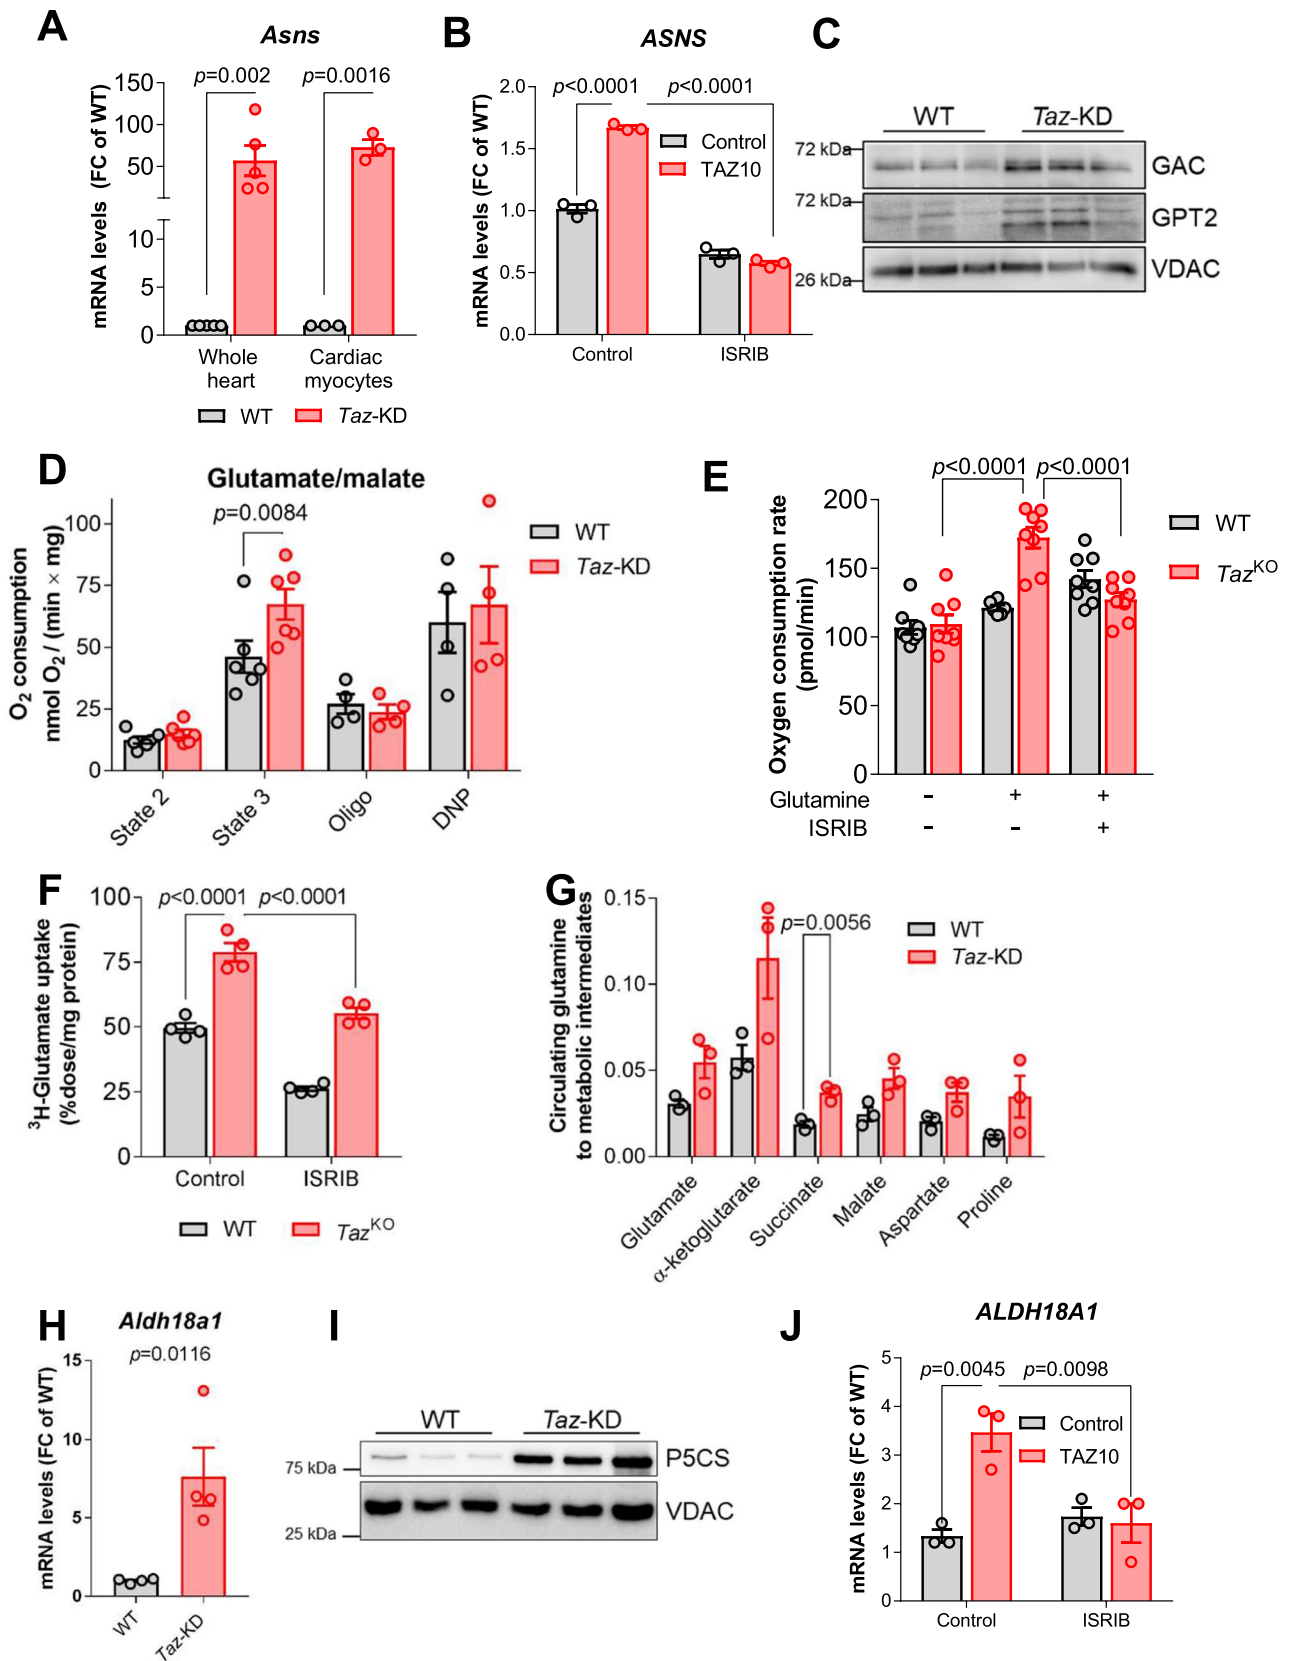 A
Asns
mRNA levels (FC of WT)
150
100
50
10
5
0
p=0.002
p=0.0016
Whole
heart
Cardiac
myocytes
WT
Taz-KD
B
ASNS
mRNA levels (FC of WT)
2.0
1.5
1.0
0.5
0.0
p<0.0001
p<0.0001
Control
TAZ10
Control
ISRIB
C
WT
Taz-KD
72 kDa
GAC
72 kDa
GPT2
26 kDa
VDAC
D
Glutamate/malate
O2 consumption
nmol O2 / (min × mg)
100
75
50
25
0
p=0.0084
WT
Taz-KD
State 2
State 3
Oligo
DNP
E
Oxygen consumption rate
(pmol/min)
200
150
100
50
0
p<0.0001
p<0.0001
WT
TazKO
Glutamine - + +
ISRIB - - +
F
3H-Glutamate uptake
(%dose/mg protein)
100
75
50
25
0
p<0.0001
p<0.0001
Control
ISRIB
WT
TazKO
G
Circulating glutamine
to metabolic intermediates
0.15
0.10
0.05
0.00
p=0.0056
WT
Taz-KD
Glutamate
α-ketoglutarate
Succinate
Malate
Aspartate
Proline
H
Aldh18a1
mRNA levels (FC of WT)
15
10
5
0
p=0.0116
WT
Taz-KD
I
WT
Taz-KD
75 kDa
P5CS
25 kDa
VDAC
J
ALDH18A1
mRNA levels (FC of WT)
5
4
3
2
1
0
p=0.0045
p=0.0098
Control
TAZ10
Control
ISRIB